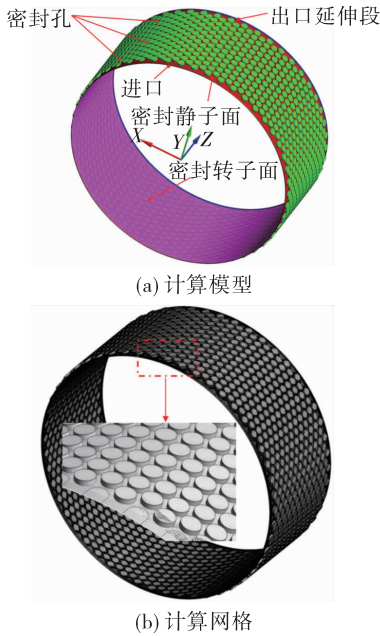 密封孔
出口延伸段
进口
密封静子面
X
Y
Z
密封转子面
(a) 计算模型
(b) 计算网格